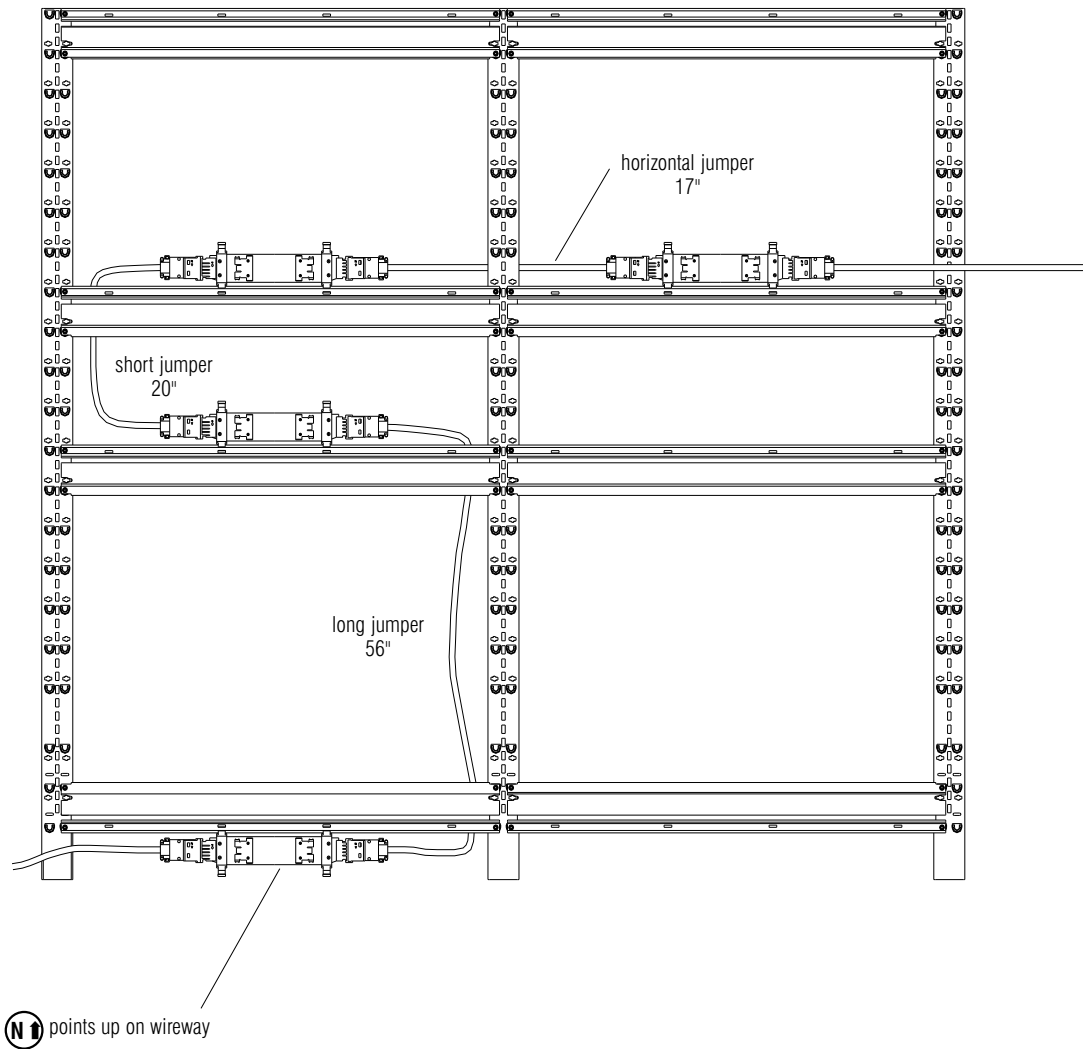 horizontal jumper
17"
short jumper
20"
long jumper
56"
N ⬆ points up on wireway